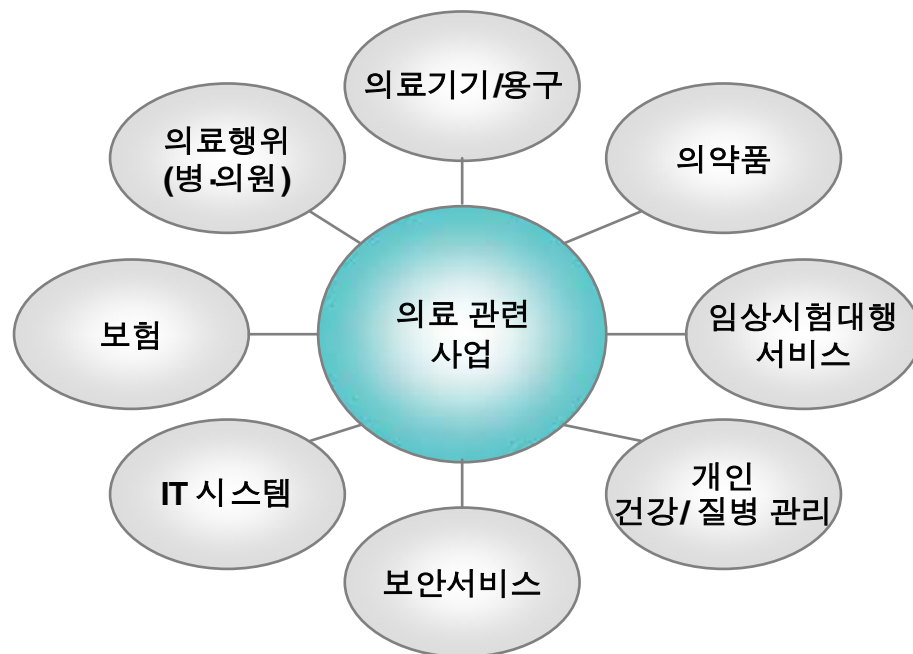 의료기기/용구
의료행위
(병·의원)
의약품
의료 관련
사업
보험
임상시험대행
서비스
IT 시스템
개인
건강/ 질병 관리
보안서비스